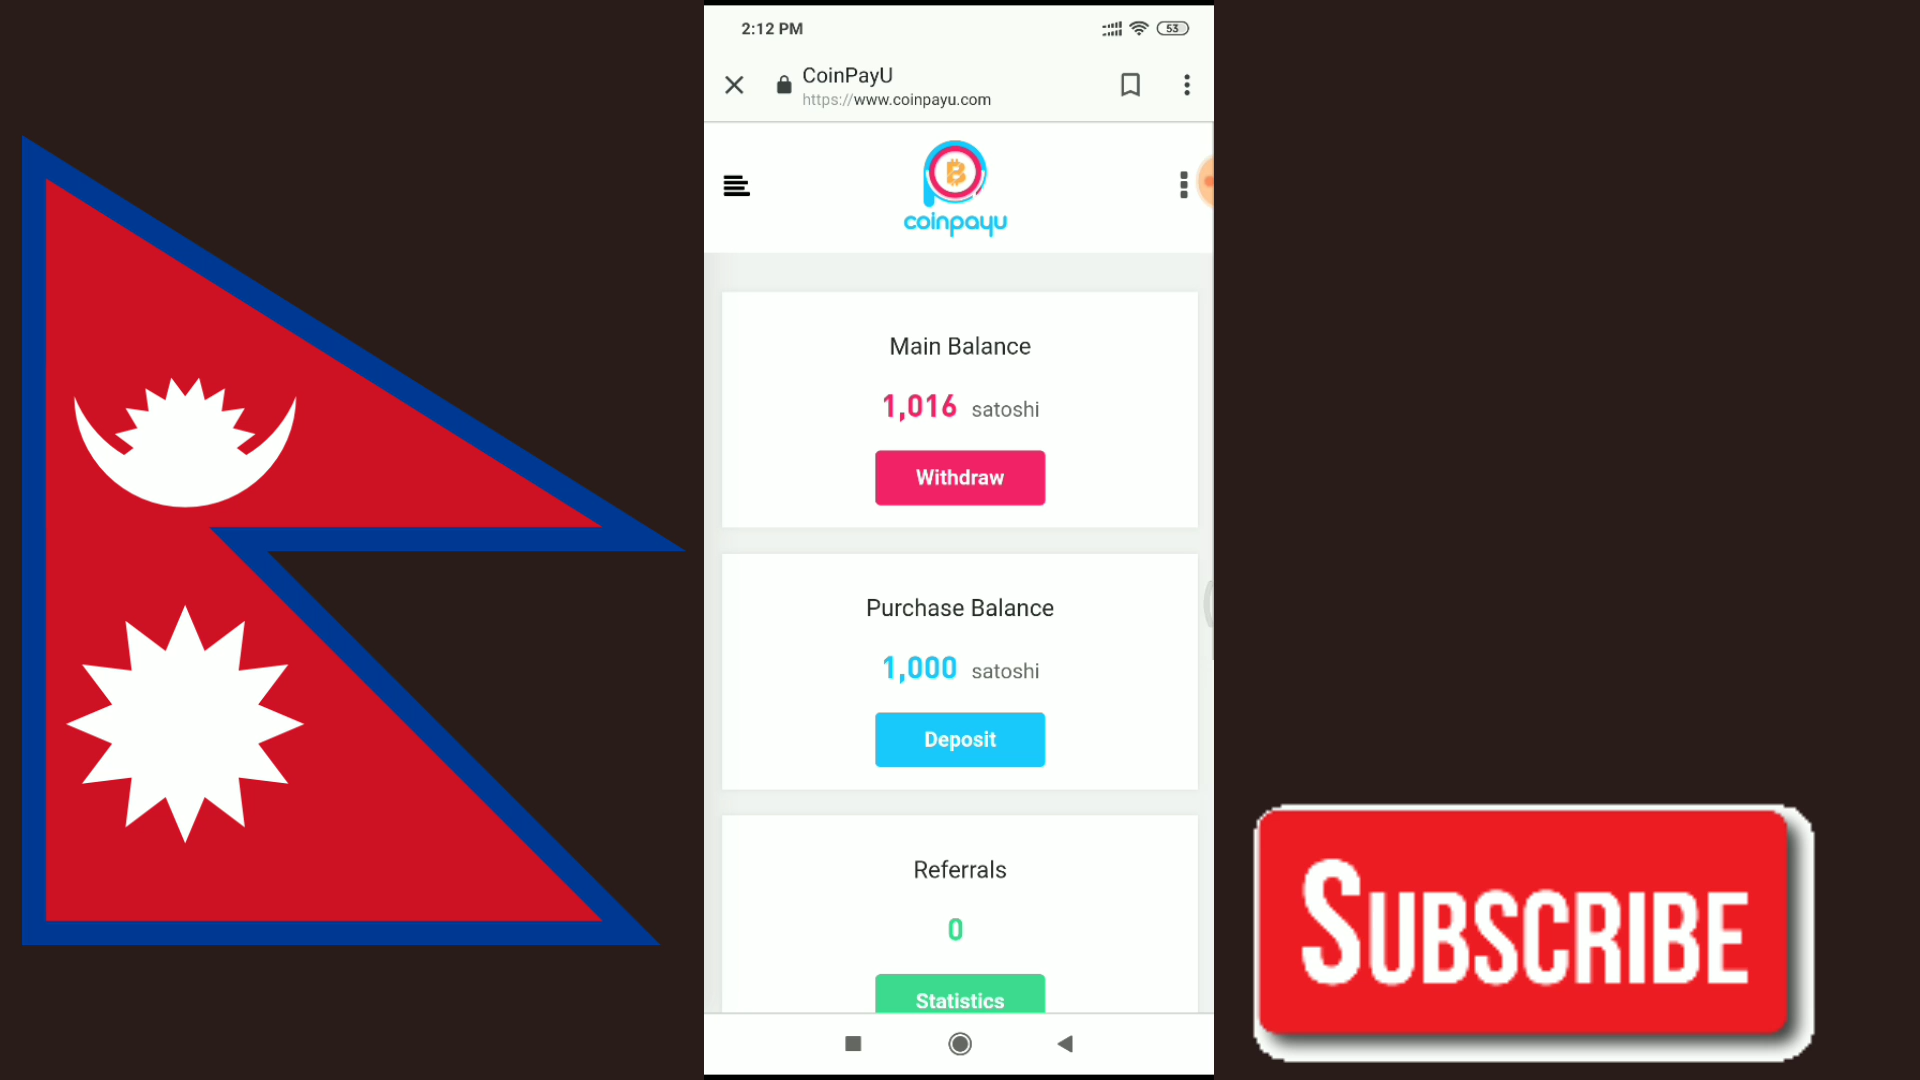 2:12 PM
53
CoinPayU
https://www.coinpayu.com
coinpayu
Main Balance
1,016 satoshi
Withdraw
Purchase Balance
1,000 satoshi
Deposit
Referrals
0
Statistics
SUBSCRIBE